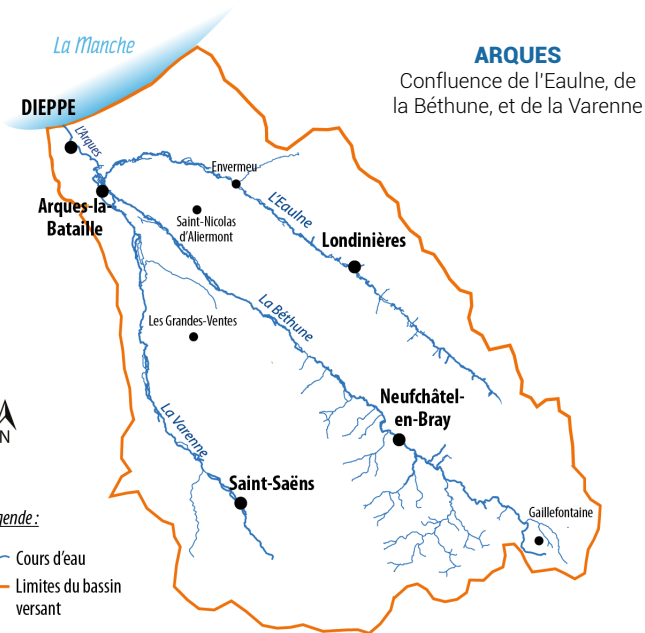 La Manche
ARQUES
Confluence de l'Eaulne, de
la Béthune, et de la Varenne
DIEPPE
L'Arques
Envermeu
Arques-la-
Bataille
L'Eaulne
Saint-Nicolas
d'Aliermont
Londinières
La Béthune
Les Grandes-Ventes
Neufchâtel-
en-Bray
La Varenne
N
Saint-Saëns
Gaillefontaine
gende :
Cours d'eau
Limites du bassin
versant